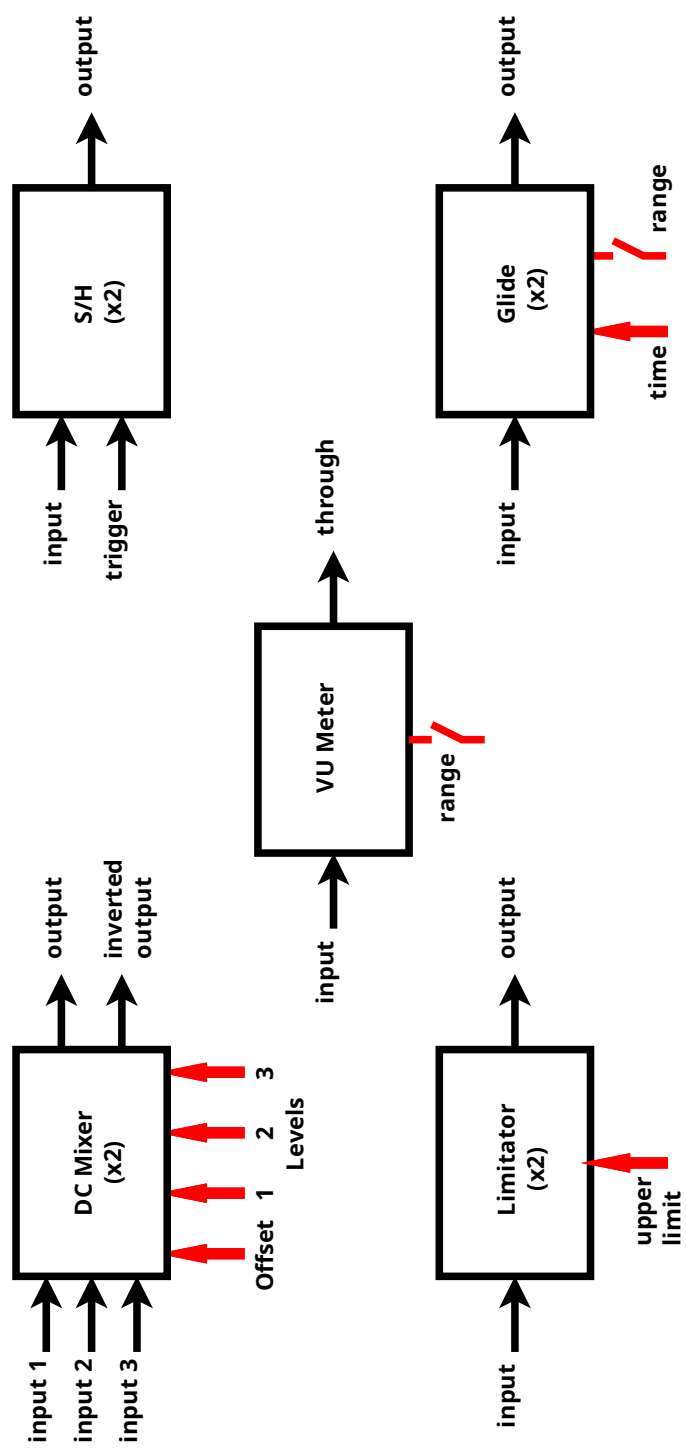 input 1
input 2
input 3
DC Mixer
(x2)
Offset
1
2
3
Levels
output
inverted
output
input
trigger
S/H
(x2)
output
input
VU Meter
range
through
input
Limitator
(x2)
upper
limit
output
input
Glide
(x2)
time
range
output